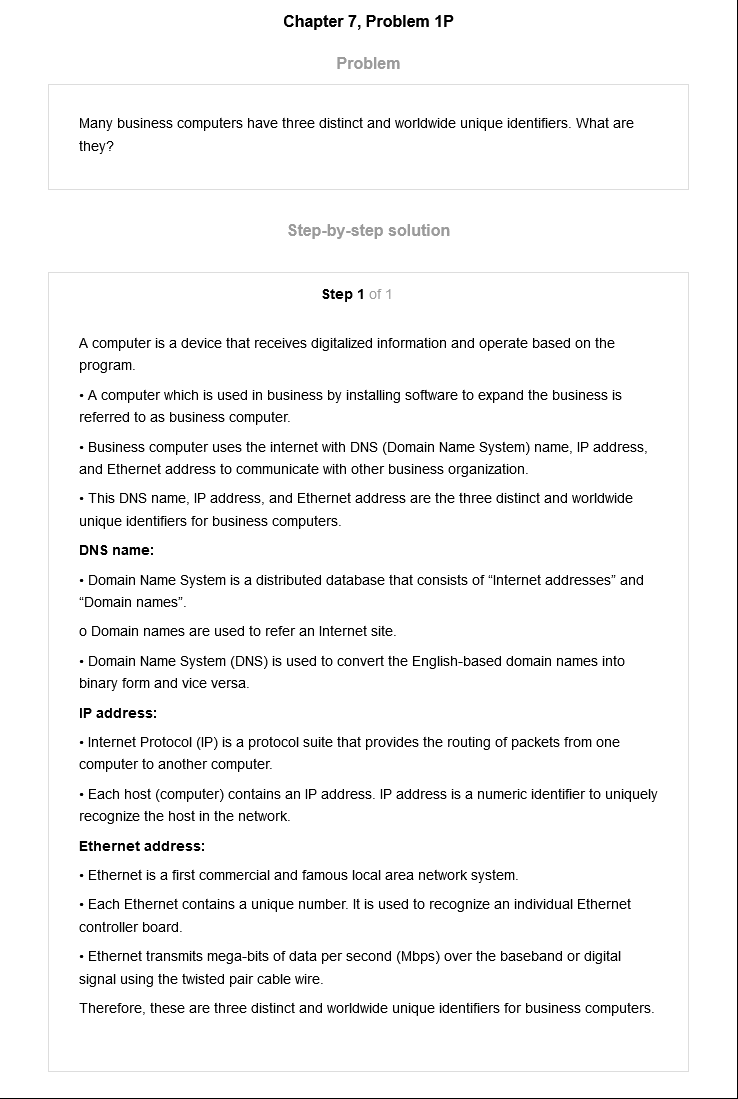 Chapter 7, Problem 1P
Problem
Many business computers have three distinct and worldwide unique identifiers. What are
they?
Step-by-step solution
Step 1 of 1
A computer is a device that receives digitalized information and operate based on the
program.
• A computer which is used in business by installing software to expand the business is
referred to as business computer.
• Business computer uses the internet with DNS (Domain Name System) name, IP address,
and Ethernet address to communicate with other business organization.
• This DNS name, IP address, and Ethernet address are the three distinct and worldwide
unique identifiers for business computers.
DNS name:
• Domain Name System is a distributed database that consists of “Internet addresses” and
“Domain names”.
o Domain names are used to refer an Internet site.
• Domain Name System (DNS) is used to convert the English-based domain names into
binary form and vice versa.
IP address:
• Internet Protocol (IP) is a protocol suite that provides the routing of packets from one
computer to another computer.
• Each host (computer) contains an IP address. IP address is a numeric identifier to uniquely
recognize the host in the network.
Ethernet address:
• Ethernet is a first commercial and famous local area network system.
• Each Ethernet contains a unique number. It is used to recognize an individual Ethernet
controller board.
• Ethernet transmits mega-bits of data per second (Mbps) over the baseband or digital
signal using the twisted pair cable wire.
Therefore, these are three distinct and worldwide unique identifiers for business computers.